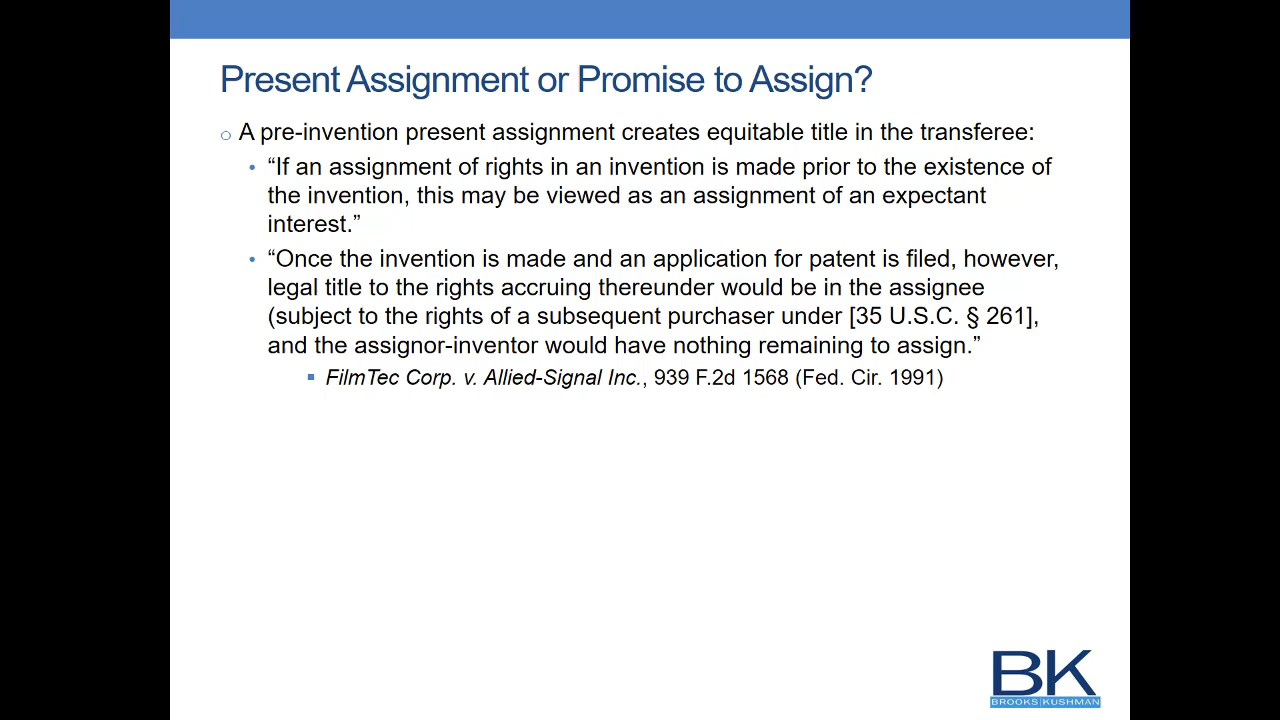 Present Assignment or Promise to Assign?
A pre-invention present assignment creates equitable title in the transferee:
“If an assignment of rights in an invention is made prior to the existence of
the invention, this may be viewed as an assignment of an expectant
interest.”
“Once the invention is made and an application for patent is filed, however,
legal title to the rights accruing thereunder would be in the assignee
(subject to the rights of a subsequent purchaser under [35 U.S.C. § 261],
and the assignor-inventor would have nothing remaining to assign.”
FilmTec Corp. v. Allied-Signal Inc., 939 F.2d 1568 (Fed. Cir. 1991)
BK
BROOKS|KUSHMAN